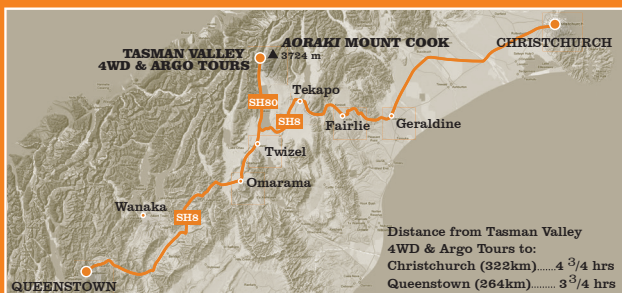 TASMAN VALLEY
4WD & ARGO TOURS
AORAKI MOUNT COOK
3724 m
CHRISTCHURCH
Tekapo
SH80
SH8
Fairlie
Geraldine
Twizel
Omarama
Wanaka
SH8
QUEENSTOWN
Distance from Tasman Valley
4WD & Argo Tours to:
Christchurch (322km).......4 3/4 hrs
Queenstown (264km)......... 3 3/4 hrs